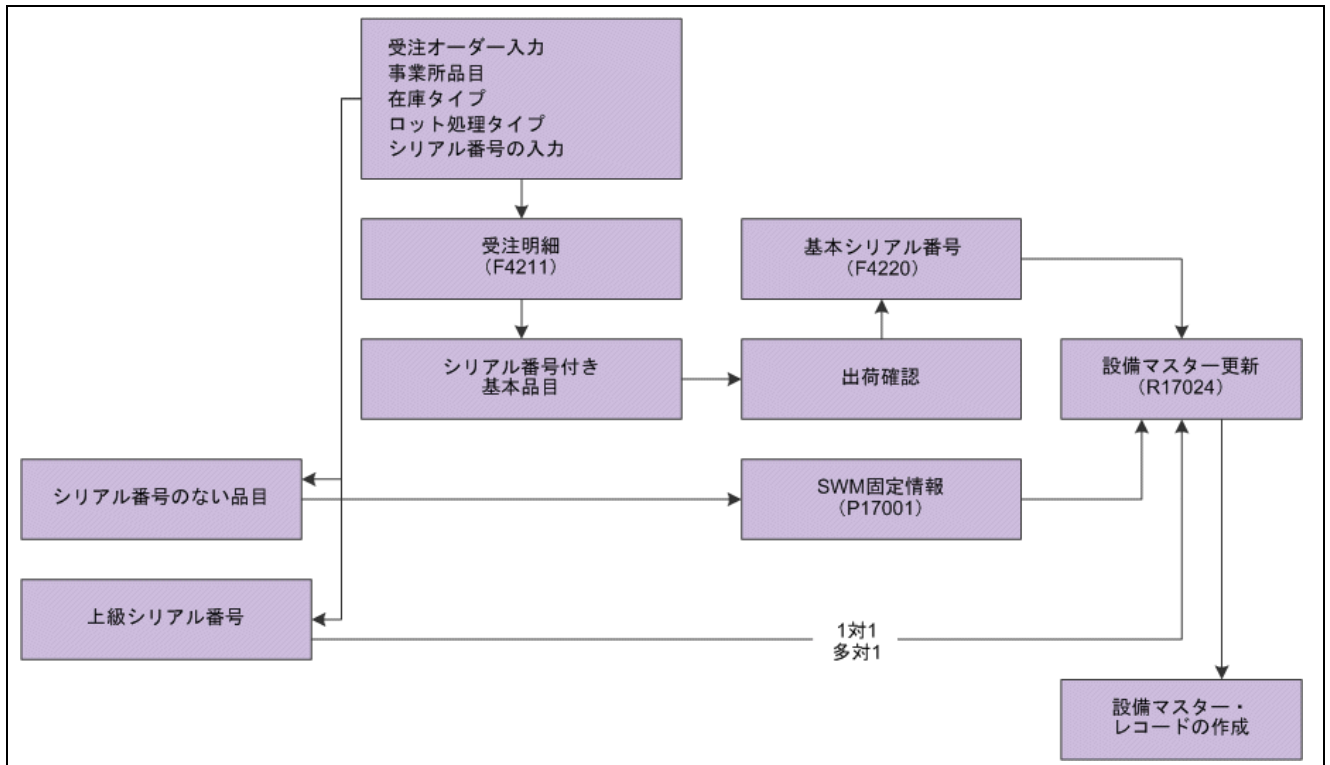 受注オーダー入力
事業所品目
在庫タイプ
ロット処理タイプ
シリアル番号の入力
受注明細
（F4211）
基本シリアル番号
（F4220）
シリアル番号付き
基本品目
出荷確認
設備マスター更新
（R17024）
シリアル番号のない品目
SWM固定情報
（P17001）
上級シリアル番号
1対1
多対1
設備マスター・
レコードの作成